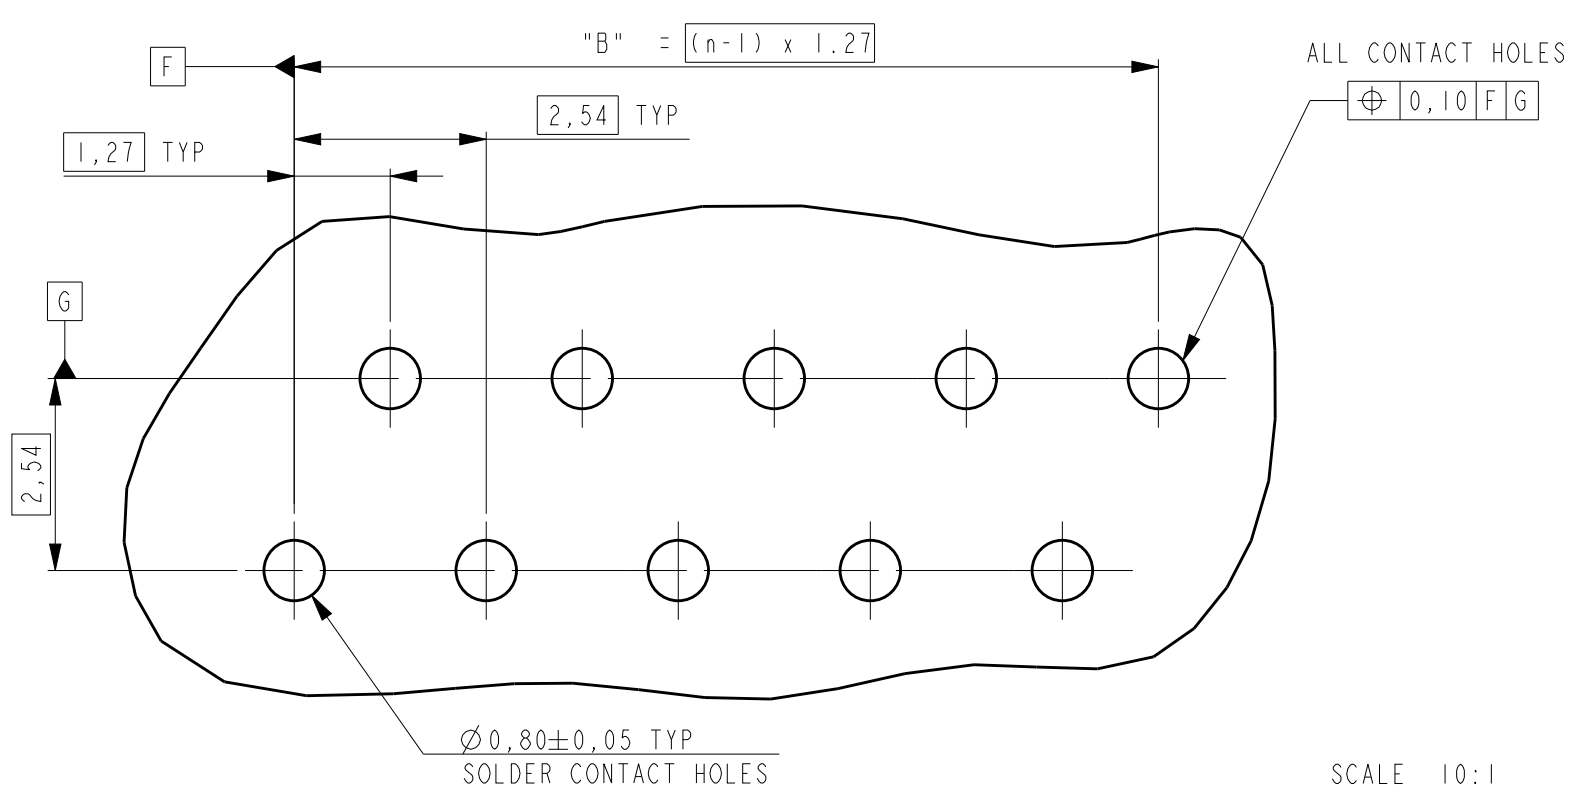 "B" = (n-1) x 1.27
ALL CONTACT HOLES
F
⌖ 0,10 F G
2,54 TYP
1,27 TYP
G
2,54
Ø0,80±0,05 TYP
SOLDER CONTACT HOLES
SCALE 10:1